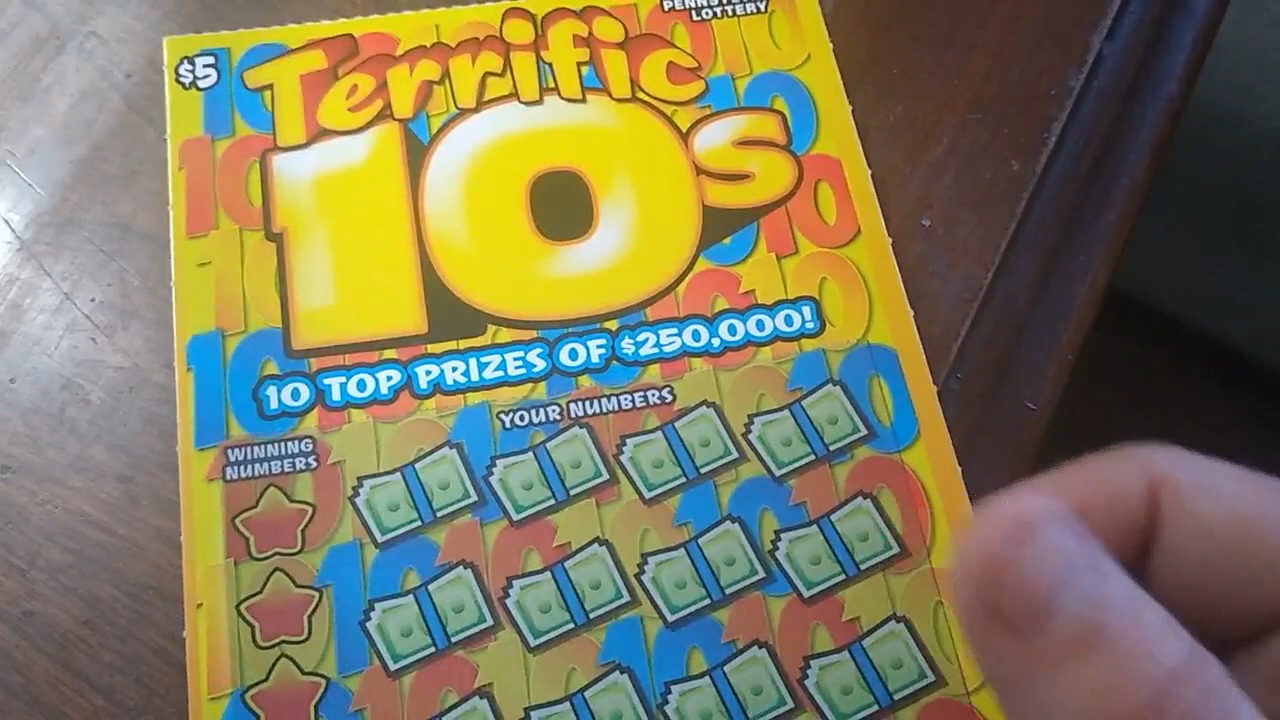 LOTTERY
$5
Terrific
10s
10 TOP PRIZES OF $250,000!
YOUR NUMBERS
WINNING
NUMBERS